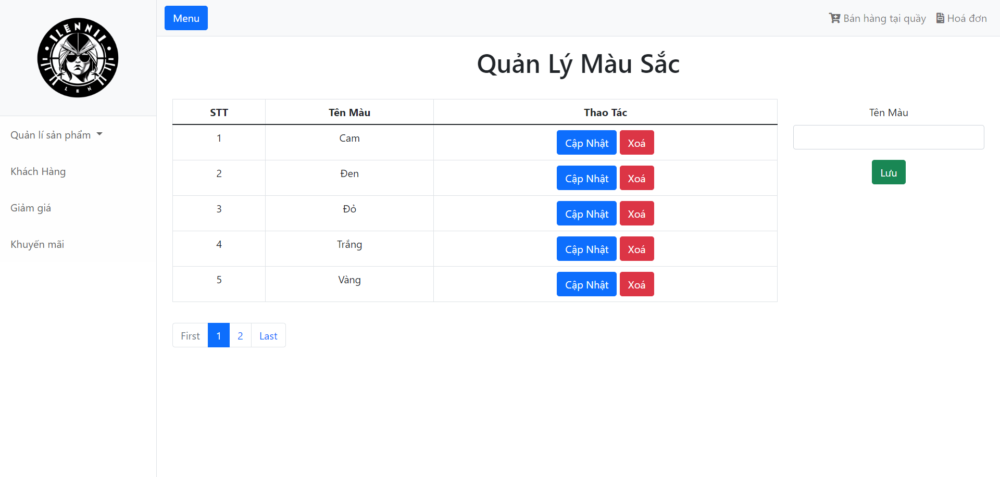 LENNI
LEN
Menu
Bán hàng tại quầy
Hoá đơn
Quản lí sản phẩm
Khách Hàng
Giảm giá
Khuyến mãi
Quản Lý Màu Sắc
STT Tên Màu Thao Tác
1 Cam Cập Nhật Xoá
2 Đen Cập Nhật Xoá
3 Đỏ Cập Nhật Xoá
4 Trắng Cập Nhật Xoá
5 Vàng Cập Nhật Xoá
Tên Màu
Lưu
First 1 2 Last